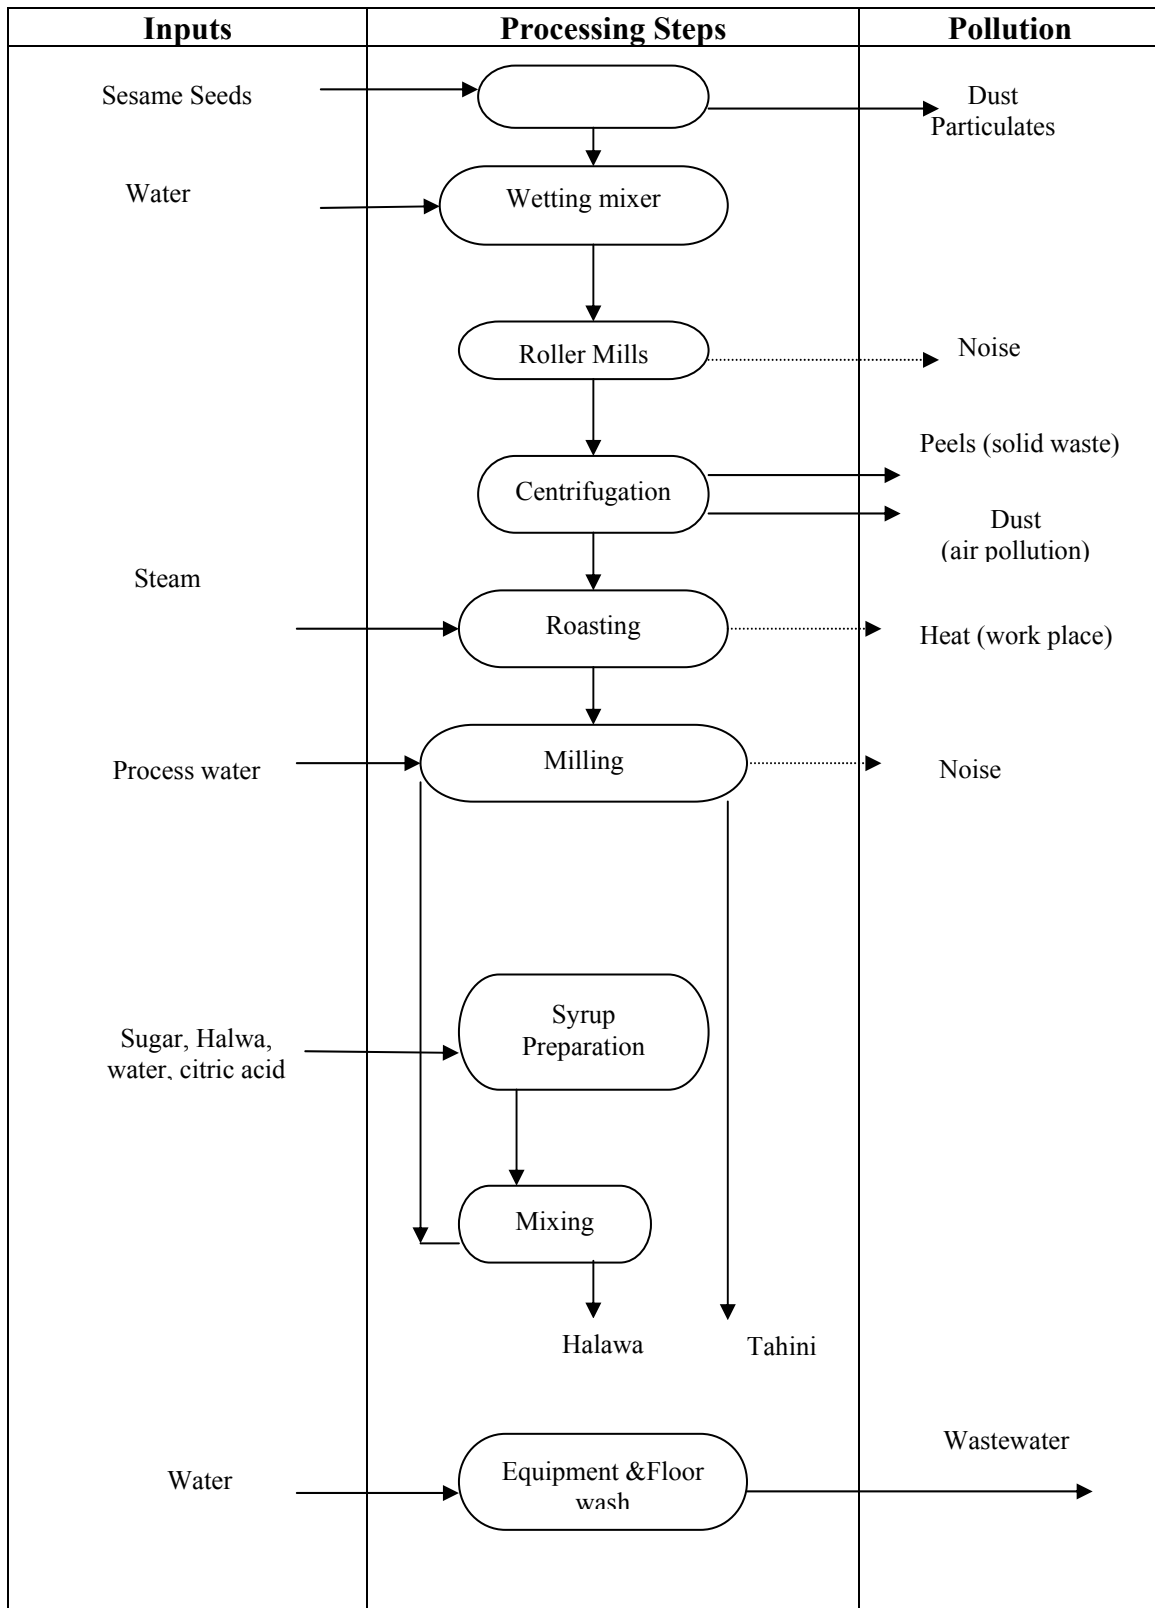 Inputs
Processing Steps
Pollution
Sesame Seeds
Dust
Particulates
Water
Wetting mixer
Roller Mills
Noise
Peels (solid waste)
Centrifugation
Dust
(air pollution)
Steam
Roasting
Heat (work place)
Milling
Process water
Noise
Syrup
Preparation
Sugar, Halwa,
water, citric acid
Mixing
Halawa
Tahini
Wastewater
Equipment &Floor
wash
Water